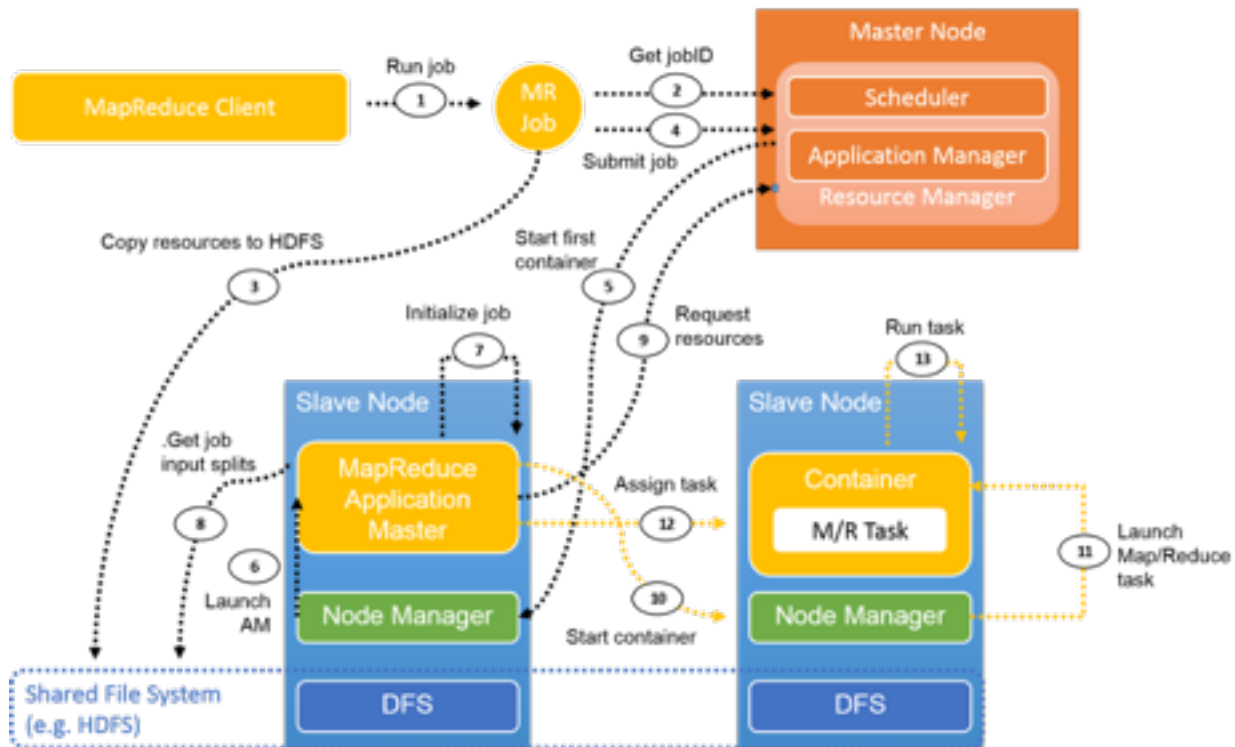 Master Node
Run job
Get jobID
MapReduce Client
1
MR
Job
2
Scheduler
4
Submit job
Application Manager
Resource Manager
Copy resources to HDFS
3
Start first
container
5
Initialize job
7
9
Request
resources
Run task
13
Slave Node
Slave Node
.Get job
input splits
8
MapReduce
Application
Master
Assign task
12
Container
M/R Task
11
Launch
Map/Reduce
task
6
Launch
AM
Node Manager
10
Start container
Node Manager
Shared File System
(e.g. HDFS)
DFS
DFS